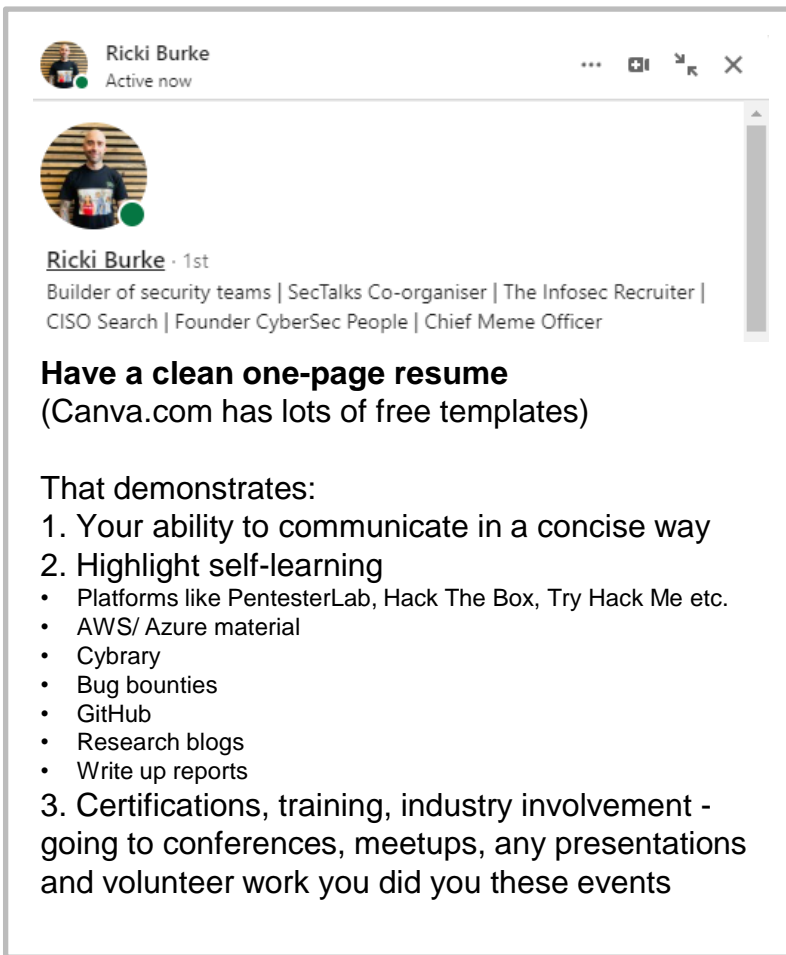 Ricki Burke
Active now
Ricki Burke · 1st
Builder of security teams | SecTalks Co-organiser | The Infosec Recruiter |
CISO Search | Founder CyberSec People | Chief Meme Officer
Have a clean one-page resume
(Canva.com has lots of free templates)
That demonstrates:
1. Your ability to communicate in a concise way
2. Highlight self-learning
• Platforms like PentesterLab, Hack The Box, Try Hack Me etc.
• AWS/ Azure material
• Cybrary
• Bug bounties
• GitHub
• Research blogs
• Write up reports
3. Certifications, training, industry involvement -
going to conferences, meetups, any presentations
and volunteer work you did you these events